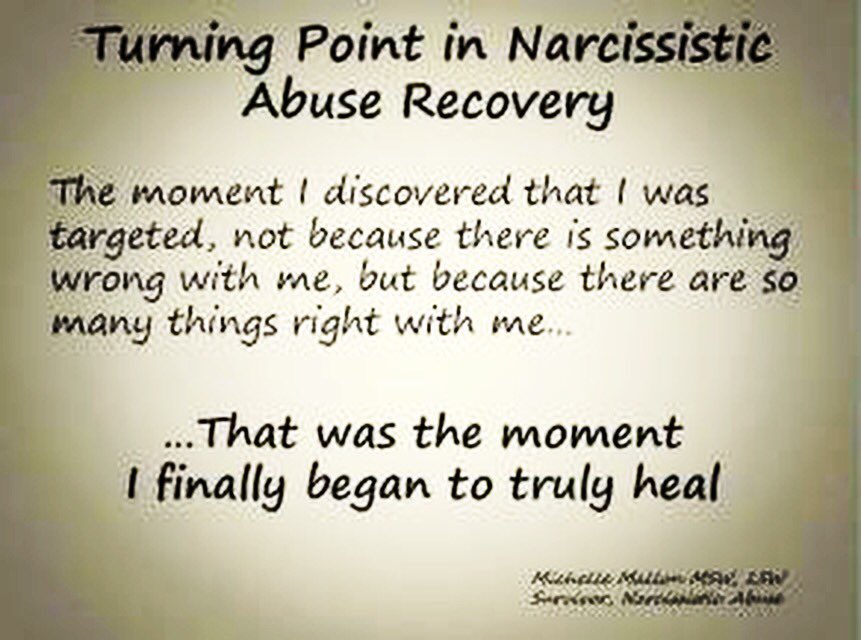 Turning Point in Narcissistic
Abuse Recovery
The moment I discovered that I was
targeted, not because there is something
wrong with me, but because there are so
many things right with me...
...That was the moment
I finally began to truly heal
Michelle Mallon MSW, LSW
Survivor, Narcissistic Abuse